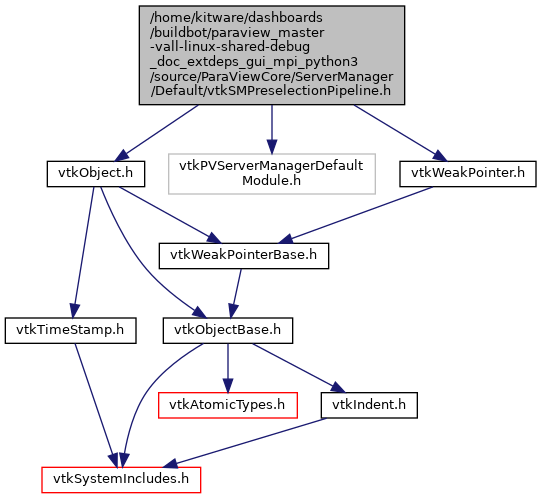 /home/kitware/dashboards
/buildbot/paraview_master
-vall-linux-shared-debug
_doc_extdeps_gui_mpi_python3
/source/ParaViewCore/ServerManager
/Default/vtkSMPreselectionPipeline.h
vtkObject.h
vtkPVServerManagerDefault
Module.h
vtkWeakPointer.h
vtkWeakPointerBase.h
vtkTimeStamp.h
vtkObjectBase.h
vtkAtomicTypes.h
vtkIndent.h
vtkSystemIncludes.h